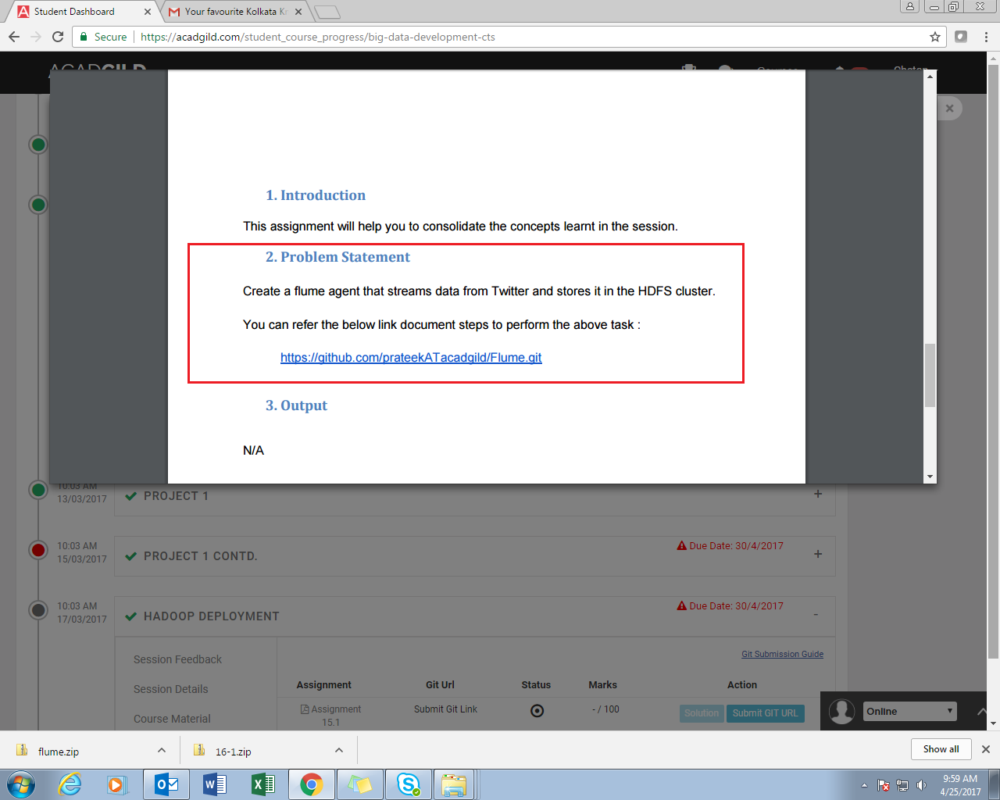 Student Dashboard
Your favourite Kolkata
Secure
https://acadgild.com/student_course_progress/big-data-development-cts
ACADGILD
Courses
1. Introduction
This assignment will help you to consolidate the concepts learnt in the session.
2. Problem Statement
Create a flume agent that streams data from Twitter and stores it in the HDFS cluster.
You can refer the below link document steps to perform the above task :
https://github.com/prateekATacadgild/Flume.git
3. Output
N/A
10:03 AM
13/03/2017
PROJECT 1
+
10:03 AM
15/03/2017
PROJECT 1 CONTD.
Due Date: 30/4/2017
+
10:03 AM
17/03/2017
HADOOP DEPLOYMENT
Due Date: 30/4/2017
-
Session Feedback
Session Details
Course Material
Git Submission Guide
Assignment Git Url Status Marks Action
Assignment 
15.1
Submit Git Link
- / 100
Solution
Submit GIT URL
Online
flume.zip
16-1.zip
Show all
9:59 AM
4/25/2017